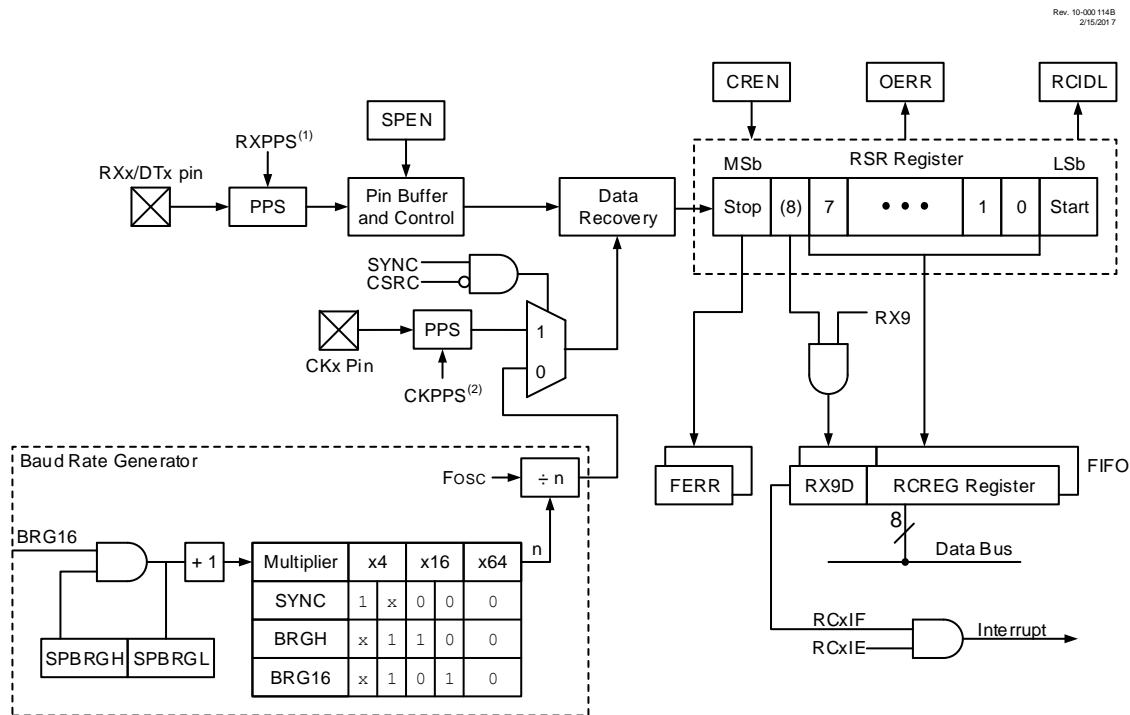 Rev. 10-000 114B
2/15/2017
CREN
OERR
RCIDL
SPEN
RXPPS(1)
RXx/DTx pin
PPS
Pin Buffer
and Control
Data
Recovery
MSb
RSR Register
LSb
Stop (8) 7 • • • 1 0 Start
SYNC
CSRC
PPS
CKx Pin
CKPPS(2)
1
0
RX9
Baud Rate Generator
Fosc
÷ n
FERR
RX9D
RCREG Register
FIFO
8
Data Bus
BRG16
+ 1
n
Multiplier x4 x16 x64
SYNC 1 x 0 0 0
BRGH x 1 1 0 0
BRG16 x 1 0 1 0
SPBRGH SPBRGL
RCxIF
RCxIE
Interrupt